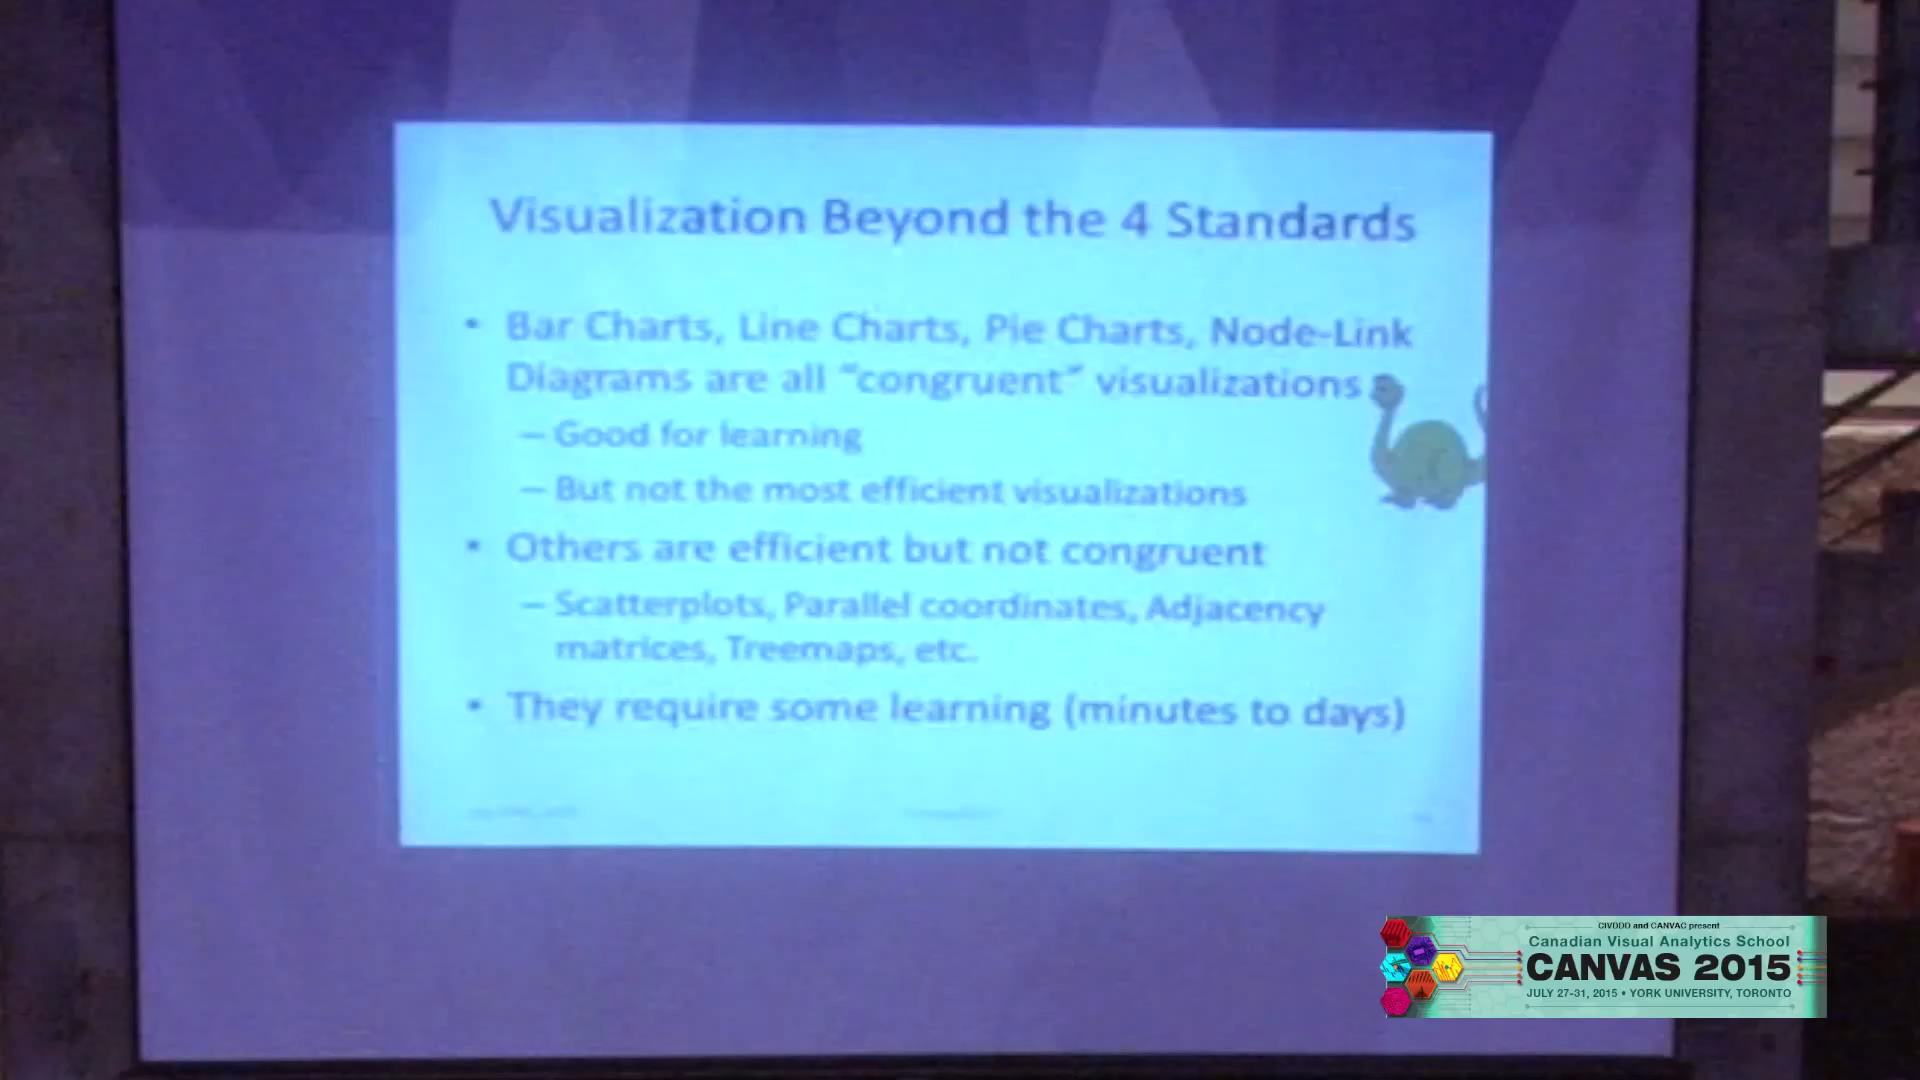 Visualization Beyond the 4 Standards
• Bar Charts, Line Charts, Pie Charts, Node-Link
Diagrams are all "congruent" visualizations
– Good for learning
– But not the most efficient visualizations
• Others are efficient but not congruent
– Scatterplots, Parallel coordinates, Adjacency
matrices, Treemaps, etc.
• They require some learning (minutes to days)
CIVDDD and CANVAC present
Canadian Visual Analytics School
CANVAS 2015
JULY 27-31, 2015 • YORK UNIVERSITY, TORONTO